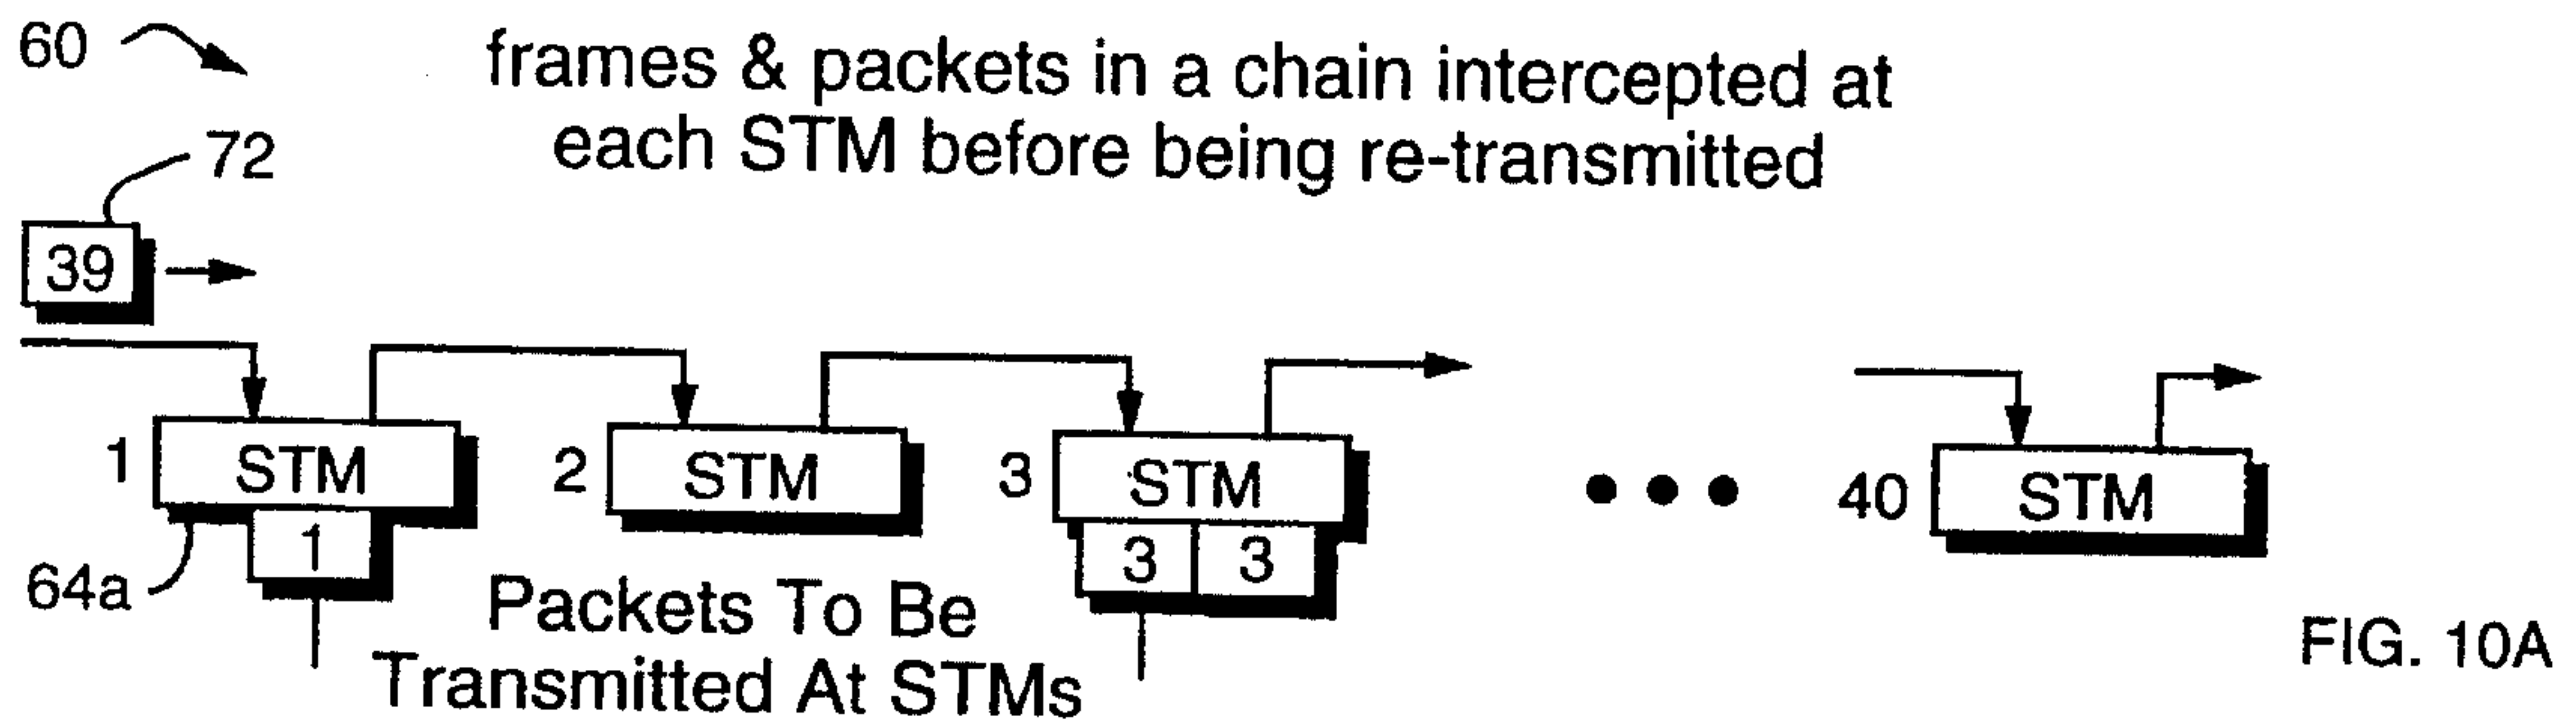 60
frames & packets in a chain intercepted at
each STM before being re-transmitted
72
39
1 STM 2 STM 3 STM 40 STM
1 3 3
64a
Packets To Be
Transmitted At STMs
FIG. 10A